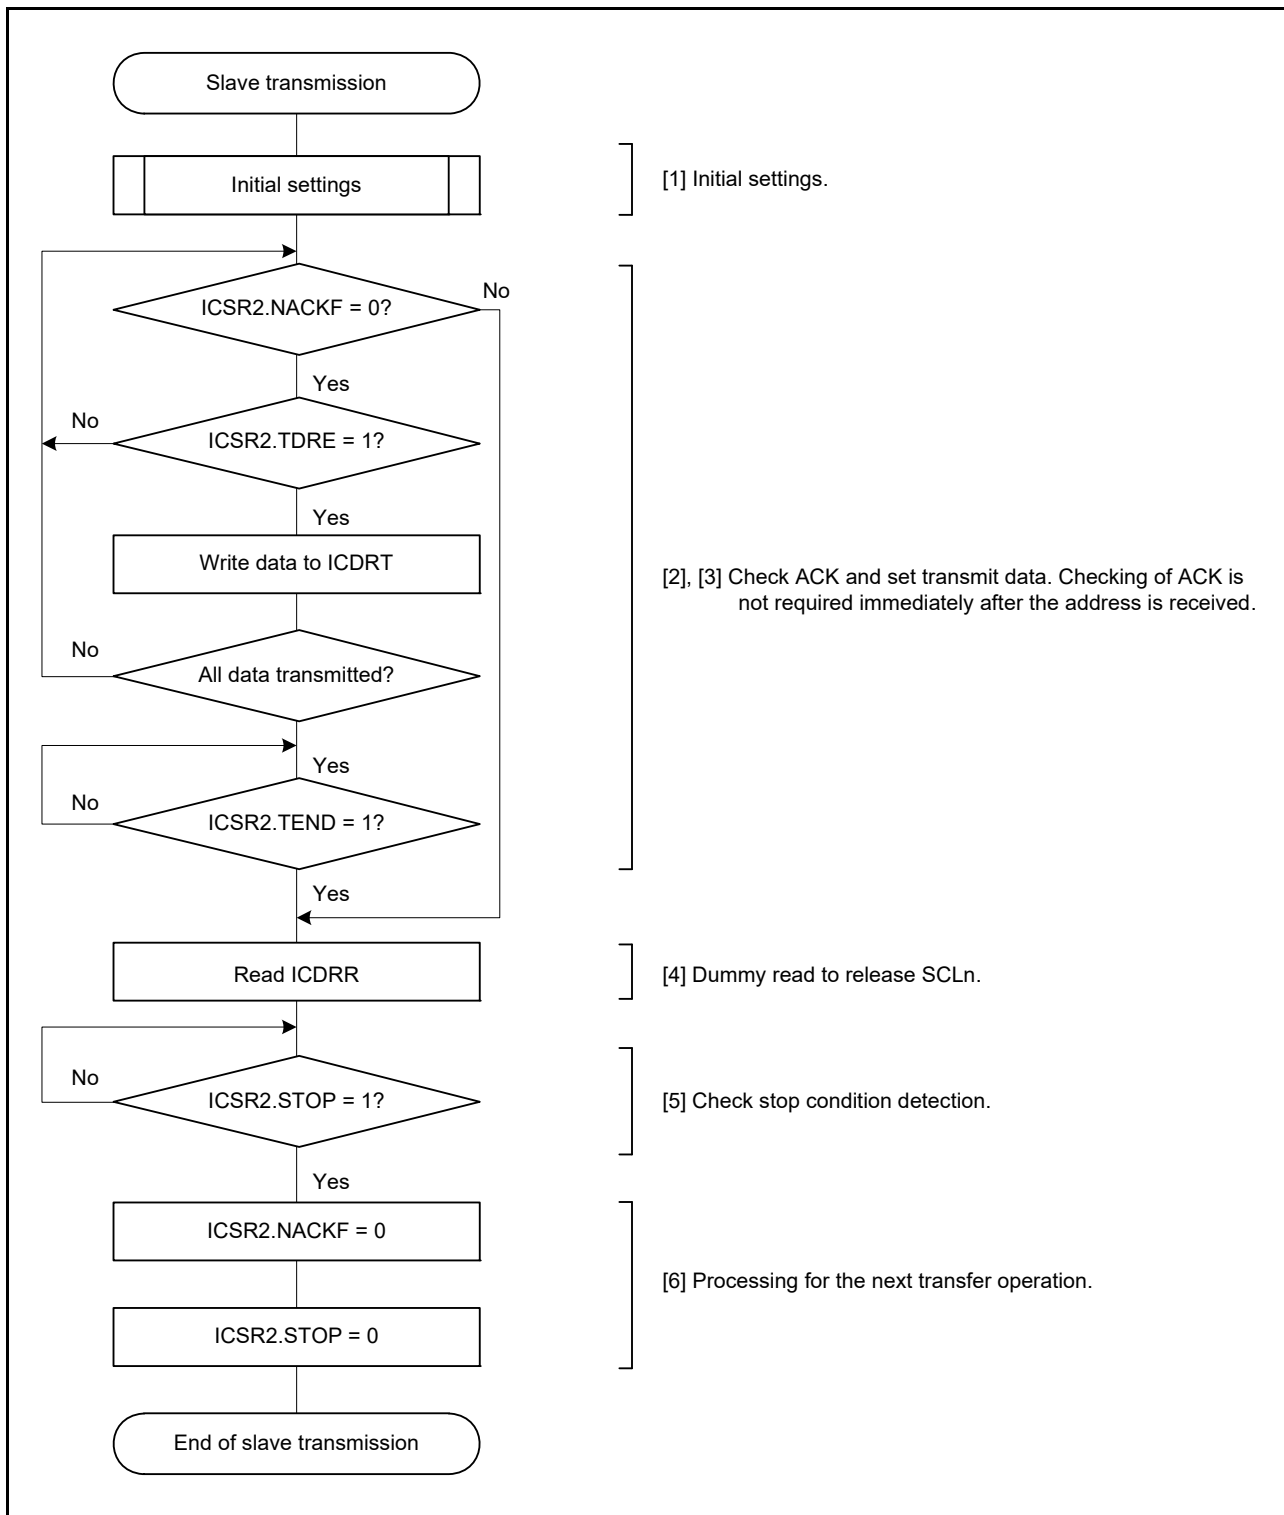 Slave transmission
Initial settings
[1] Initial settings.
ICSR2.NACKF = 0?
No
Yes
No
ICSR2.TDRE = 1?
Yes
Write data to ICDRT
[2], [3] Check ACK and set transmit data. Checking of ACK is
not required immediately after the address is received.
No
All data transmitted?
Yes
No
ICSR2.TEND = 1?
Yes
Read ICDRR
[4] Dummy read to release SCLn.
No
ICSR2.STOP = 1?
[5] Check stop condition detection.
Yes
ICSR2.NACKF = 0
[6] Processing for the next transfer operation.
ICSR2.STOP = 0
End of slave transmission